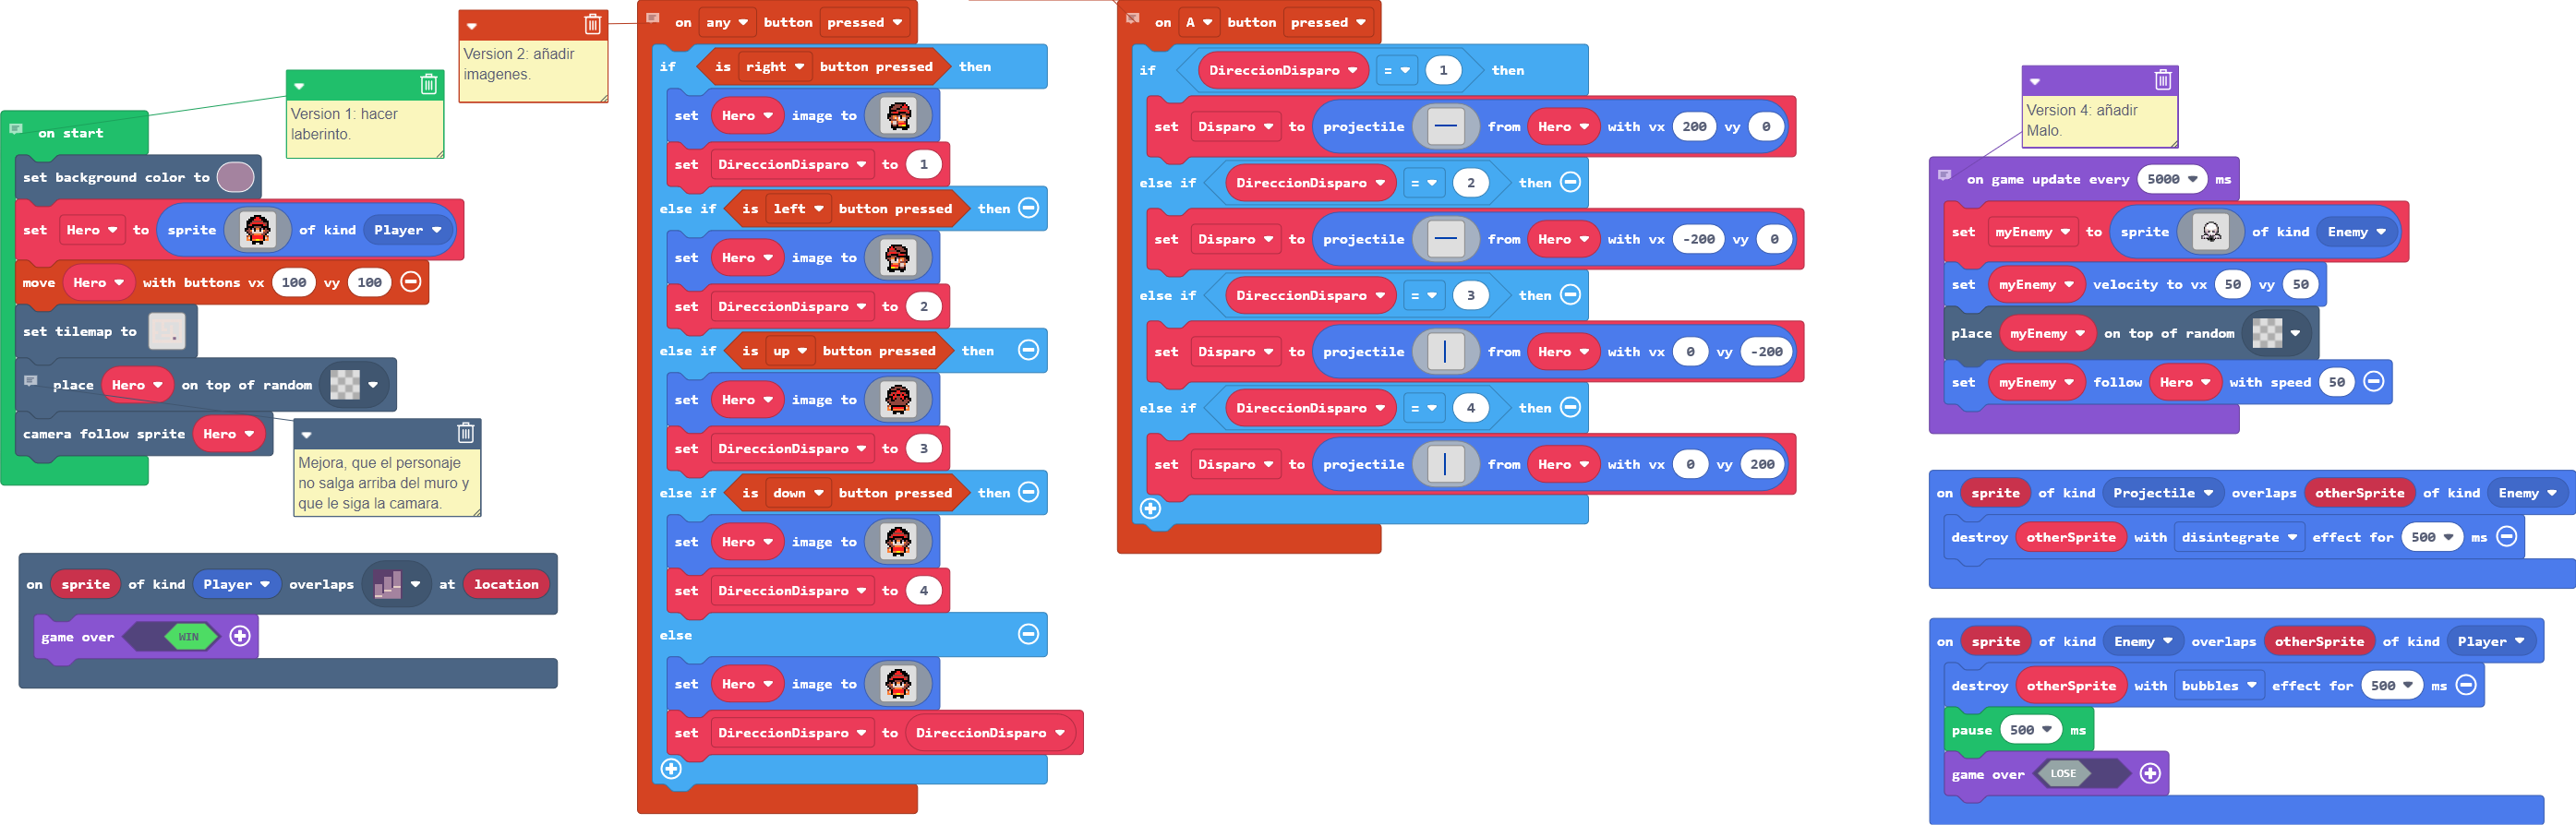 Version 1: hacer
laberinto.
on start
set background color to
set Hero to sprite of kind Player
move Hero with buttons vx 100 vy 100
set tilemap to
place Hero on top of random
camera follow sprite Hero
Mejora, que el personaje
no salga arriba del muro y
que le siga la camara.
on sprite of kind Player overlaps at location
game over WIN
Version 2: añadir
imagenes.
on any button pressed
if is right button pressed then
set Hero image to
set DireccionDisparo to 1
else if is left button pressed then
set Hero image to
set DireccionDisparo to 2
else if is up button pressed then
set Hero image to
set DireccionDisparo to 3
else if is down button pressed then
set Hero image to
set DireccionDisparo to 4
else
set Hero image to
set DireccionDisparo to DireccionDisparo
on A button pressed
if DireccionDisparo = 1 then
set Disparo to projectile from Hero with vx 200 vy 0
else if DireccionDisparo = 2 then
set Disparo to projectile from Hero with vx -200 vy 0
else if DireccionDisparo = 3 then
set Disparo to projectile from Hero with vx 0 vy -200
else if DireccionDisparo = 4 then
set Disparo to projectile from Hero with vx 0 vy 200
Version 4: añadir
Malo.
on game update every 5000 ms
set myEnemy to sprite of kind Enemy
set myEnemy velocity to vx 50 vy 50
place myEnemy on top of random
set myEnemy follow Hero with speed 50
on sprite of kind Projectile overlaps otherSprite of kind Enemy
destroy otherSprite with disintegrate effect for 500 ms
on sprite of kind Enemy overlaps otherSprite of kind Player
destroy otherSprite with bubbles effect for 500 ms
pause 500 ms
game over LOSE